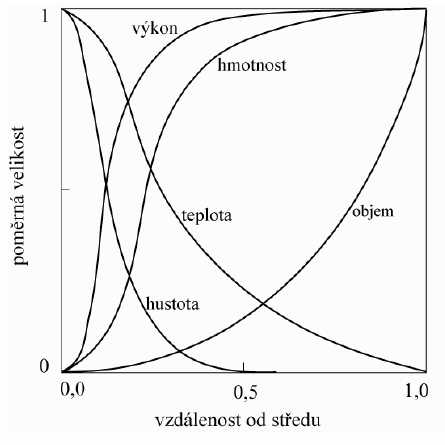 1
výkon
hmotnost
poměrná velikost
teplota
objem
hustota
0
0,0
0,5
1,0
vzdálenost od středu